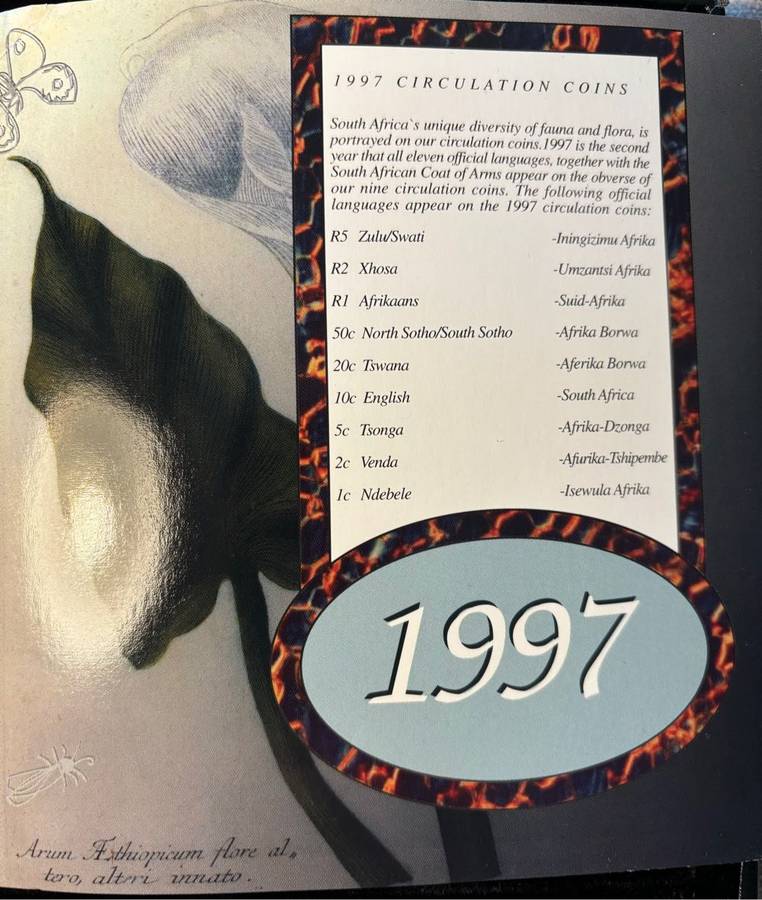 1997 CIRCULATION COINS
South Africa`s unique diversity of fauna and flora, is
portrayed on our circulation coins.1997 is the second
year that all eleven official languages, together with the
South African Coat of Arms appear on the obverse of
our nine circulation coins. The following official
languages appear on the 1997 circulation coins:
R5 Zulu/Swati -Iningizimu Afrika
R2 Xhosa -Umzantsi Afrika
R1 Afrikaans -Suid-Afrika
50c North Sotho/South Sotho -Afrika Borwa
20c Tswana -Aferika Borwa
10c English -South Africa
5c Tsonga -Afrika-Dzonga
2c Venda -Afurika-Tshipembe
1c Ndebele -Isewula Afrika
1997
Arum Æthiopicum flore al„
tero, alteri innato.